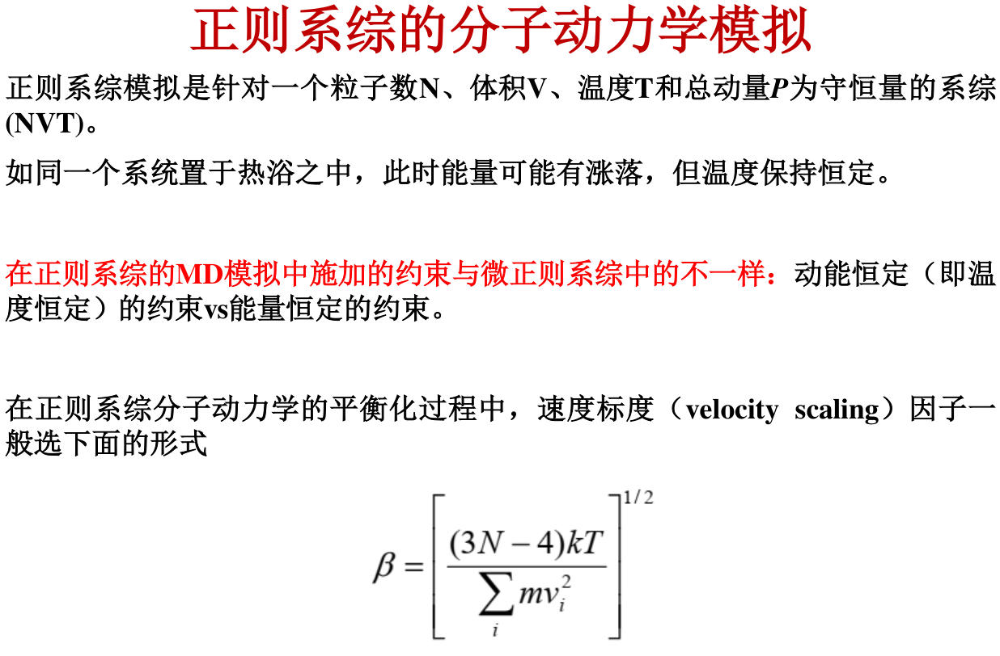 正则系综的分子动力学模拟
正则系综模拟是针对一个粒子数N、体积V、温度T和总动量P为守恒量的系综
(NVT)。
如同一个系统置于热浴之中，此时能量可能有涨落，但温度保持恒定。
在正则系综的MD模拟中施加的约束与微正则系综中的不一样：动能恒定（即温
度恒定）的约束vs能量恒定的约束。
在正则系综分子动力学的平衡化过程中，速度标度（velocity scaling）因子一
般选下面的形式
β = [ (3N − 4)kT / ∑_i mv_i^2 ]^{1/2}